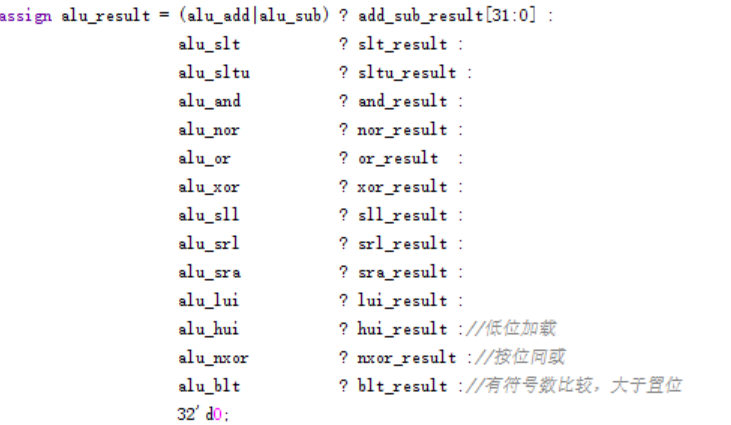 assign alu_result = (alu_add|alu_sub) ? add_sub_result[31:0] :
alu_slt ? slt_result :
alu_sltu ? sltu_result :
alu_and ? and_result :
alu_nor ? nor_result :
alu_or ? or_result :
alu_xor ? xor_result :
alu_sll ? sll_result :
alu_srl ? srl_result :
alu_sra ? sra_result :
alu_lui ? lui_result :
alu_hui ? hui_result ://低位加载
alu_nxor ? nxor_result ://按位同或
alu_blt ? blt_result ://有符号数比较，大于置位
32'd0;